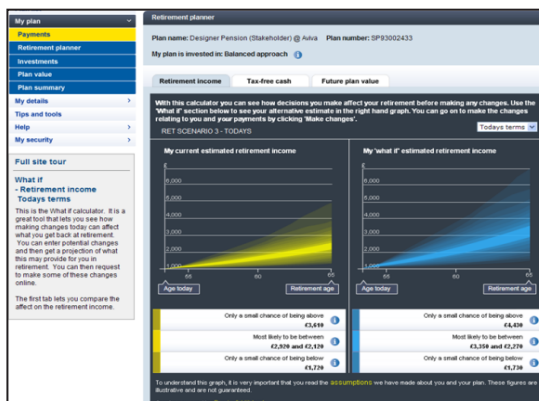 My plan
Payments
Retirement planner
Investments
Plan value
Plan summary
My details
Tips and tools
Help
My security
Full site tour
What if
- Retirement income
Todays terms
This is the What if calculator. It is a
great tool that lets you see how
making changes today can affect
what you get back at retirement.
You can enter potential changes
and then get a projection of what
this may provide for you in
retirement. You can then request
to make some of these changes
online.
The first tab lets you compare the
affect on the retirement income.
Retirement planner
Plan name: Designer Pension (Stakeholder) @ Aviva Plan number: SP93002433
My plan is invested in: Balanced approach
Retirement income Tax-free cash Future plan value
With this calculator you can see how decisions you make affect your retirement before making any changes. Use the
'What if' section below to see your alternative estimate in the right hand graph. You can go on to make the changes
relating to you and your payments by clicking 'Make changes'.
RET SCENARIO 3 - TODAYS
Todays terms
My current estimated retirement income
£
6,000
4,000
3,000
2,000
1,000
55 60 65
Age today Retirement age
Only a small chance of being above
£3,610
Most likely to be between
£2,920 and £2,120
Only a small chance of being below
£1,720
My 'what if' estimated retirement income
£
6,000
4,000
3,000
2,000
1,000
55 60 65
Age today Retirement age
Only a small chance of being above
£4,430
Most likely to be between
£3,350 and £2,270
Only a small chance of being below
£1,730
To understand this graph, it is very important that you read the assumptions we have made about you and your plan. These figures are
illustrative and are not guaranteed.